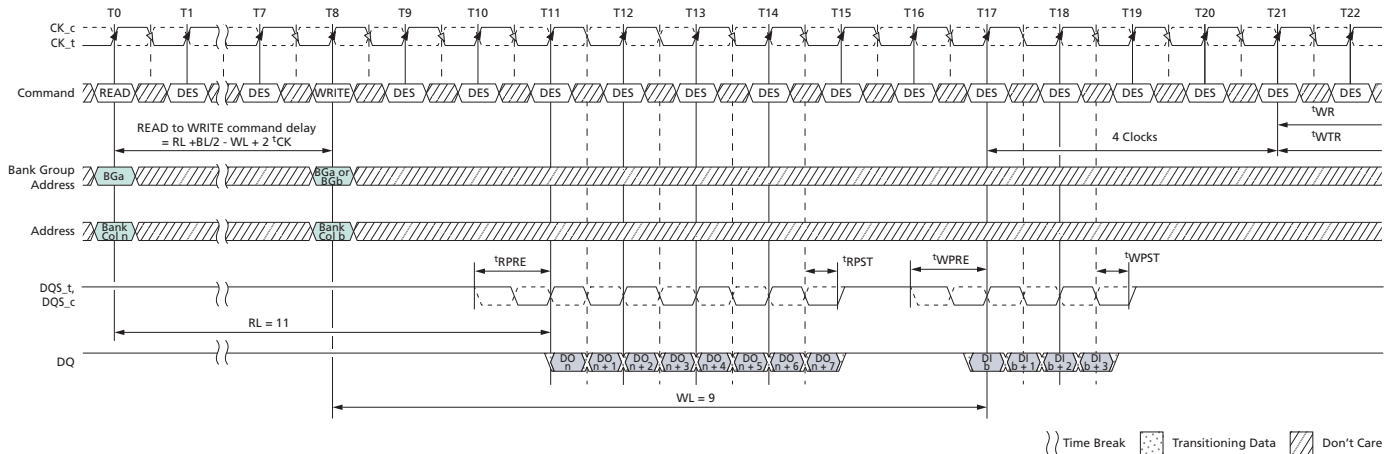 T0 T1 T7 T8 T9 T10 T11 T12 T13 T14 T15 T16 T17 T18 T19 T20 T21 T22
CK_c
CK_t
Command READ DES DES WRITE DES DES DES DES DES DES DES DES DES DES DES DES DES DES
tWR
READ to WRITE command delay
= RL +BL/2 - WL + 2 tCK
4 Clocks
tWTR
Bank Group
Address
BGa
BGa or
BGb
Address
Bank
Col n
Bank
Col b
tRPRE
tRPST
tWPRE
tWPST
DQS_t,
DQS_c
RL = 11
DQ
DO
n
DO
n + 1
DO
n + 2
DO
n + 3
DO
n + 4
DO
n + 5
DO
n + 6
DO
n + 7
DI
b
DI
b + 1
DI
b + 2
DI
b + 3
WL = 9
Time Break Transitioning Data Don't Care